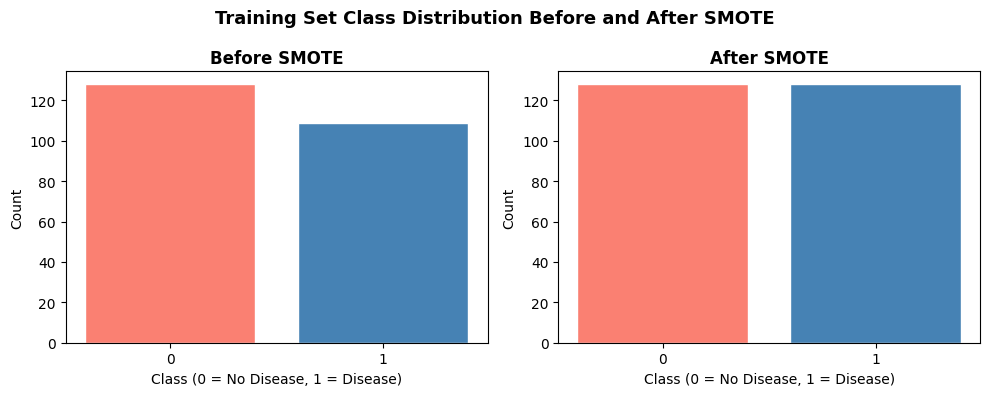 Training Set Class Distribution Before and After SMOTE
Before SMOTE
120
100
80
60
40
20
0
Count
0 1
Class (0 = No Disease, 1 = Disease)
After SMOTE
120
100
80
60
40
20
0
Count
0 1
Class (0 = No Disease, 1 = Disease)